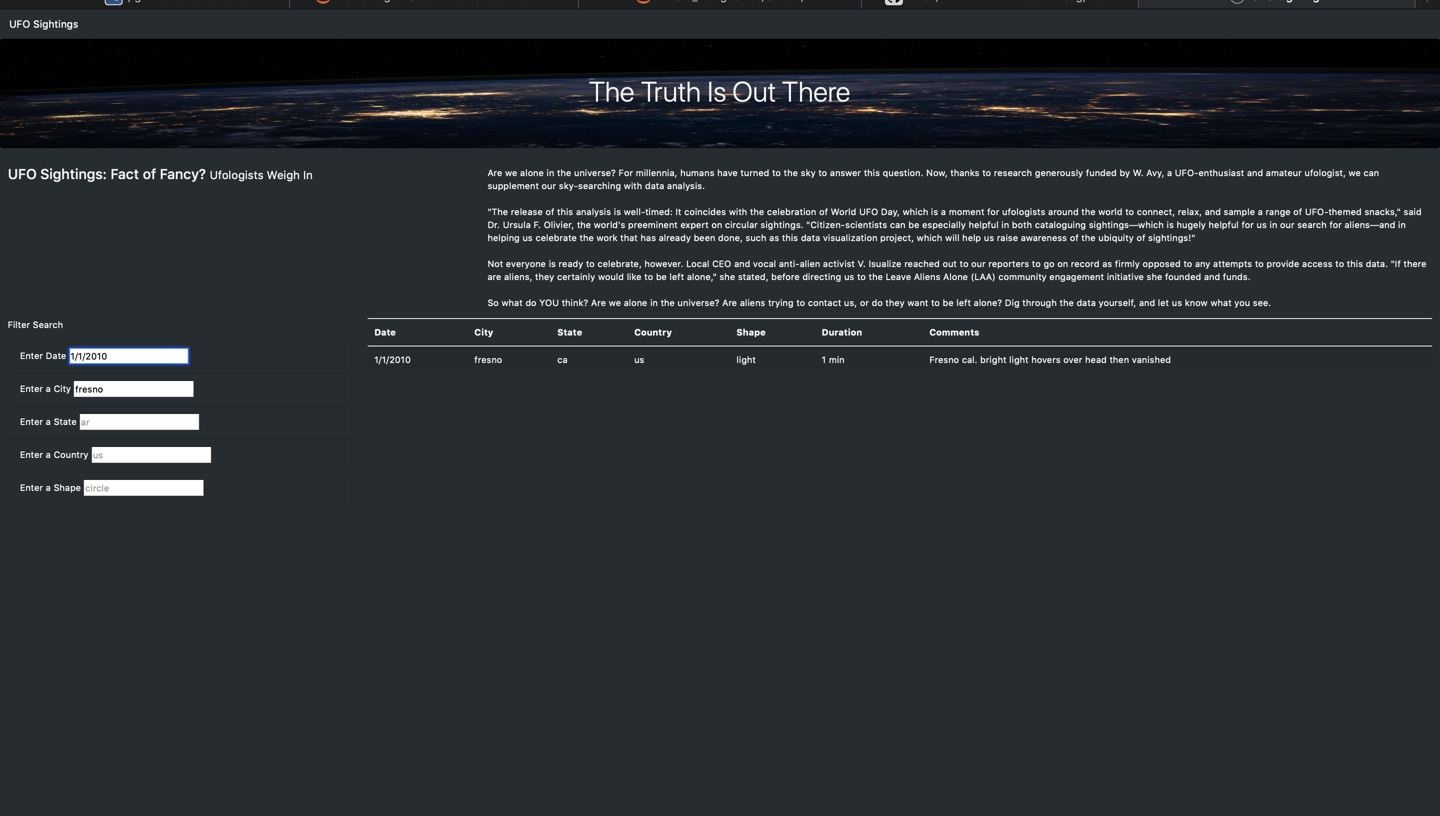 UFO Sightings
The Truth Is Out There
UFO Sightings: Fact of Fancy? Ufologists Weigh In
Are we alone in the universe? For millennia, humans have turned to the sky to answer this question. Now, thanks to research generously funded by W. Avy, a UFO-enthusiast and amateur ufologist, we can
supplement our sky-searching with data analysis.
"The release of this analysis is well-timed: It coincides with the celebration of World UFO Day, which is a moment for ufologists around the world to connect, relax, and sample a range of UFO-themed snacks," said
Dr. Ursula F. Olivier, the world's preeminent expert on circular sightings. "Citizen-scientists can be especially helpful in both cataloguing sightings—which is hugely helpful for us in our search for aliens—and in
helping us celebrate the work that has already been done, such as this data visualization project, which will help us raise awareness of the ubiquity of sightings!"
Not everyone is ready to celebrate, however. Local CEO and vocal anti-alien activist V. Isualize reached out to our reporters to go on record as firmly opposed to any attempts to provide access to this data. "If there
are aliens, they certainly would like to be left alone," she stated, before directing us to the Leave Aliens Alone (LAA) community engagement initiative she founded and funds.
So what do YOU think? Are we alone in the universe? Are aliens trying to contact us, or do they want to be left alone? Dig through the data yourself, and let us know what you see.
Filter Search
Enter Date 1/1/2010
Enter a City fresno
Enter a State ar
Enter a Country us
Enter a Shape circle
Date City State Country Shape Duration Comments
1/1/2010 fresno ca us light 1 min Fresno cal. bright light hovers over head then vanished